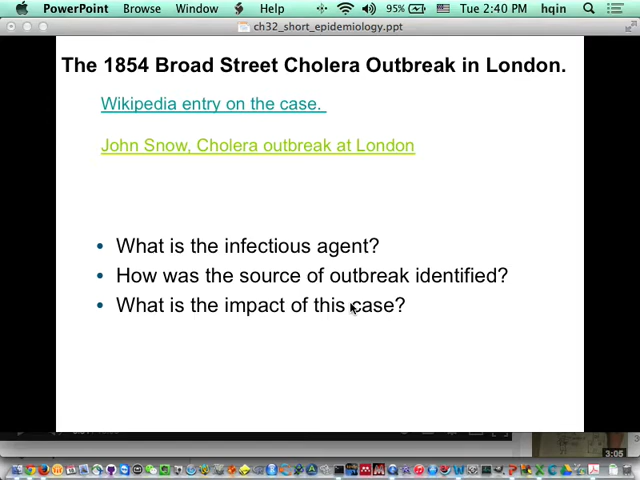 PowerPoint Browse Window Help 95% Tue 2:40 PM hqin
ch32_short_epidemiology.ppt
The 1854 Broad Street Cholera Outbreak in London.
Wikipedia entry on the case.
John Snow, Cholera outbreak at London
• What is the infectious agent?
• How was the source of outbreak identified?
• What is the impact of this case?
3:05